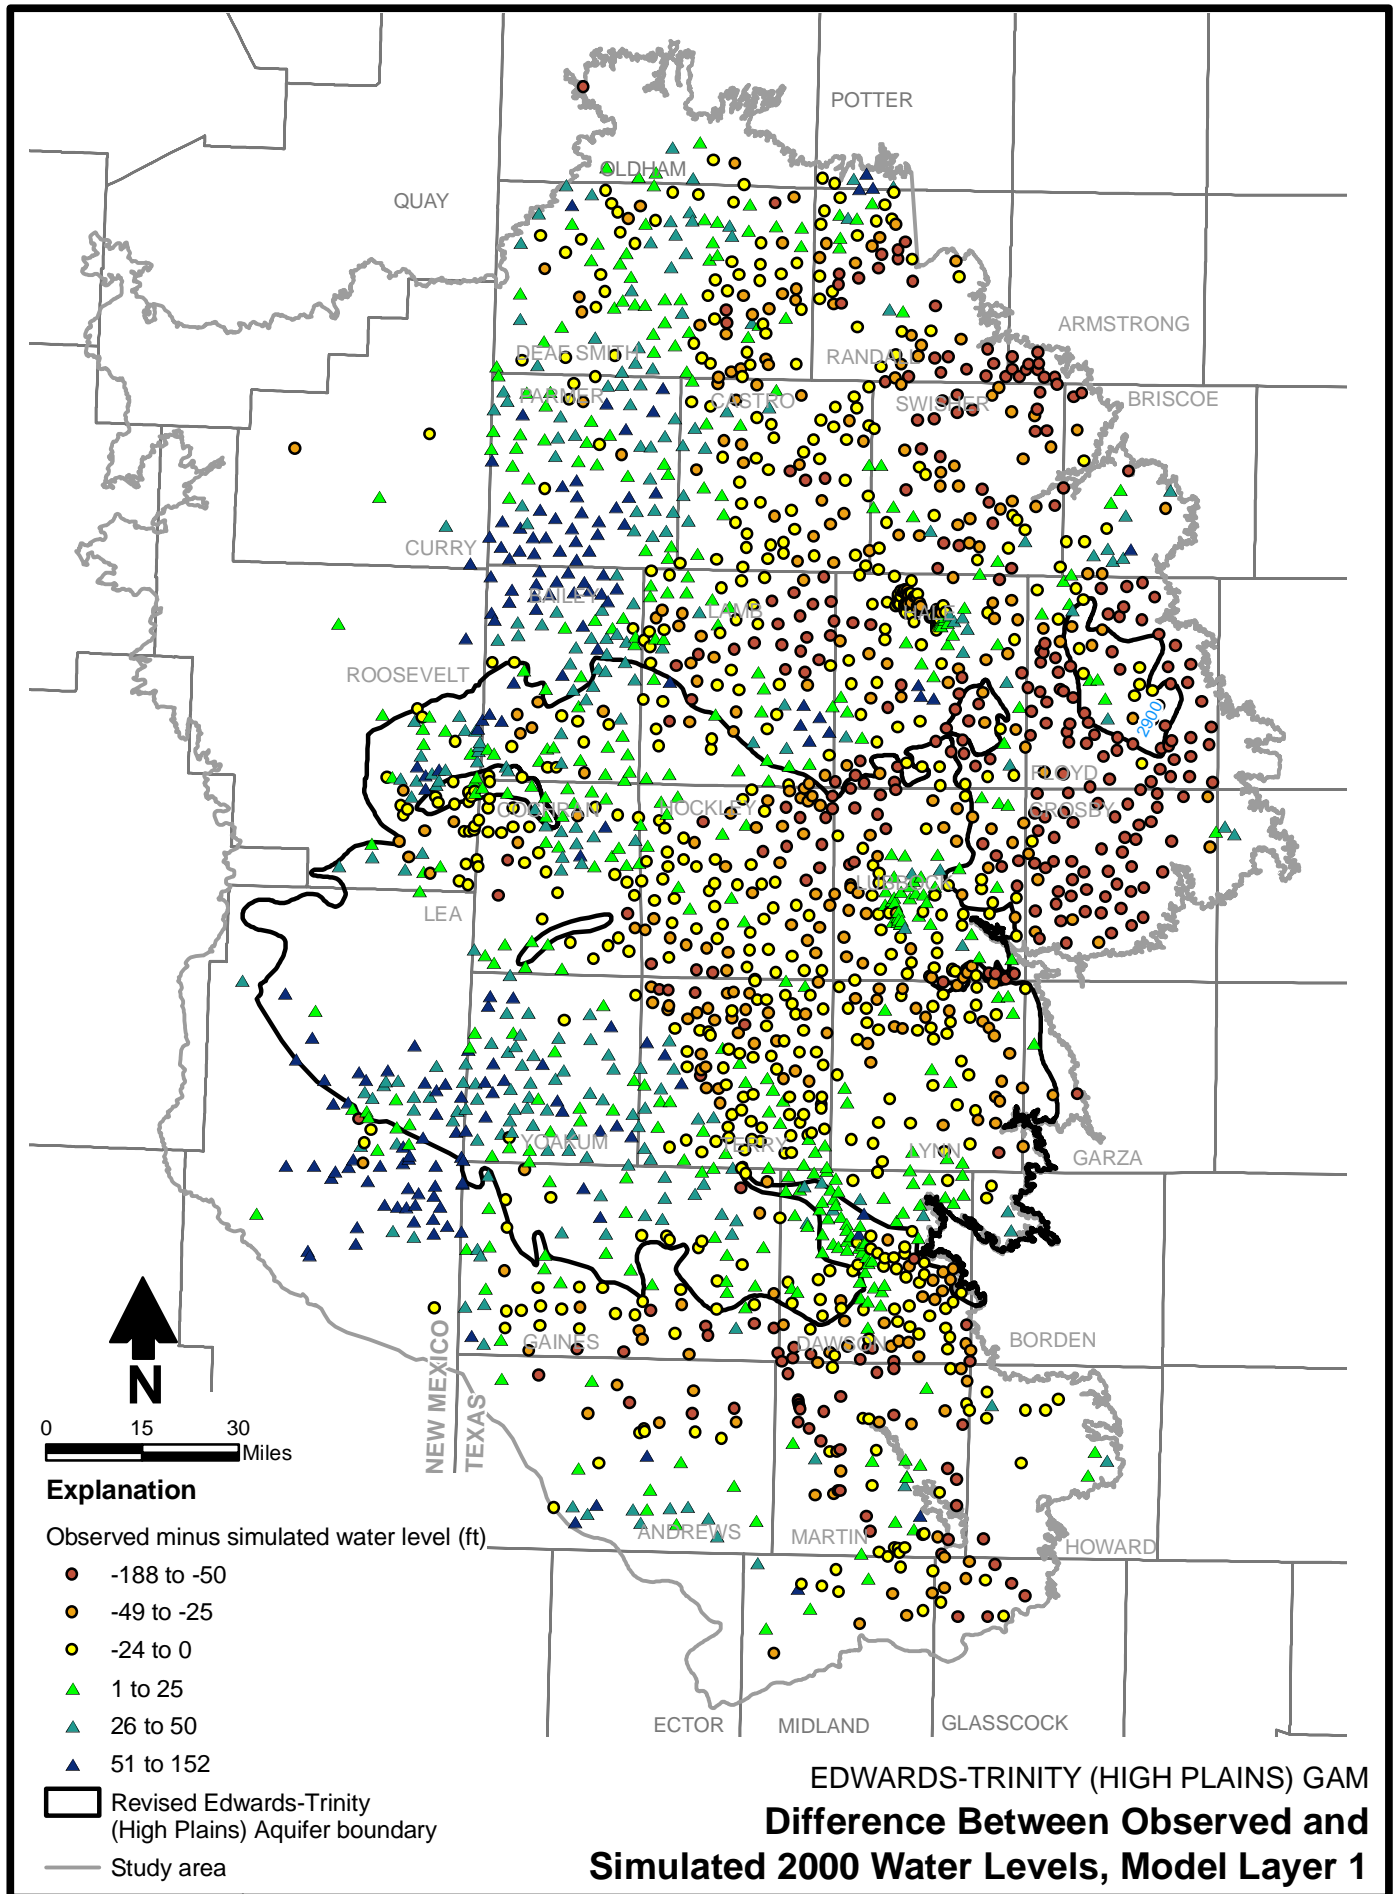 POTTER
OLDHAM
QUAY
ARMSTRONG
DEAF SMITH
RANDALL
PARMER
CASTRO
SWISHER
BRISCOE
CURRY
BAILEY
LAMB
HALE
ROOSEVELT
2900
FLOYD
COCHRAN
HOCKLEY
CROSBY
LUBBOCK
LEA
YOAKUM
TERRY
LYNN
GARZA
GAINES
DAWSON
BORDEN
NEW MEXICO
TEXAS
N
0 15 30
Miles
ANDREWS
MARTIN
HOWARD
ECTOR
MIDLAND
GLASSCOCK
Explanation
Observed minus simulated water level (ft)
-188 to -50
-49 to -25
-24 to 0
1 to 25
26 to 50
51 to 152
Revised Edwards-Trinity
(High Plains) Aquifer boundary
Study area
EDWARDS-TRINITY (HIGH PLAINS) GAM
Difference Between Observed and
Simulated 2000 Water Levels, Model Layer 1